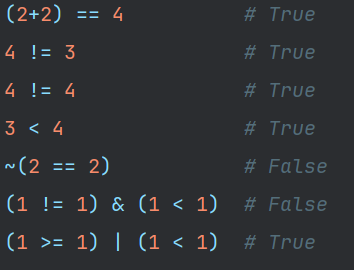 (2+2) == 4 # True
4 != 3 # True
4 != 4 # True
3 < 4 # True
~(2 == 2) # False
(1 != 1) & (1 < 1) # False
(1 >= 1) | (1 < 1) # True